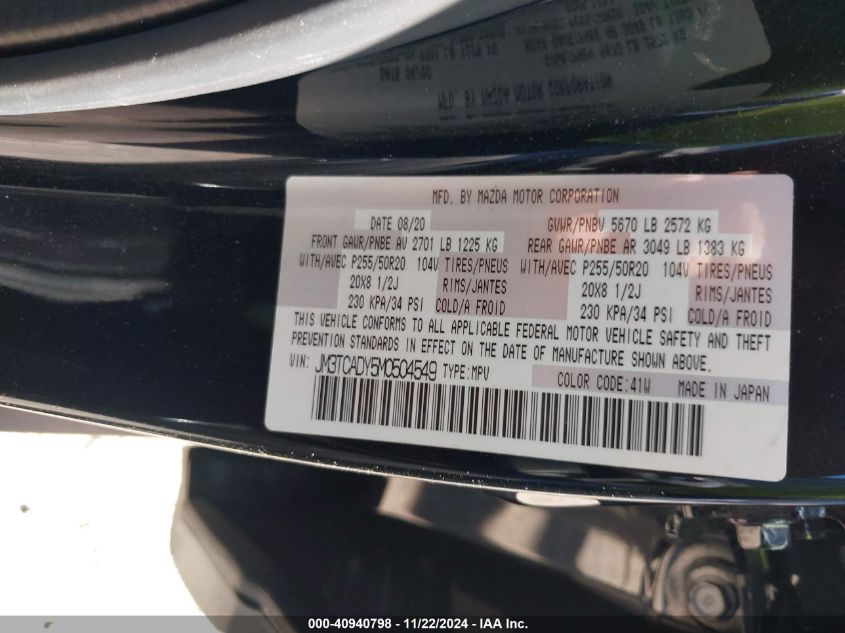 MFD. BY MAZDA MOTOR CORPORATION
DATE 08/20 GVWR/PNBV 5670 LB 2572 KG
FRONT GAWR/PNBE AV 2701 LB 1225 KG REAR GAWR/PNBE AR 3049 LB 1383 KG
WITH/AVEC P255/50R20 104V TIRES/PNEUS WITH/AVEC P255/50R20 104V TIRES/PNEUS
20X8 1/2J RIMS/JANTES 20X8 1/2J RIMS/JANTES
230 KPA/34 PSI COLD/A FROID 230 KPA/34 PSI COLD/A FROID
THIS VEHICLE CONFORMS TO ALL APPLICABLE FEDERAL MOTOR VEHICLE SAFETY AND THEFT
PREVENTION STANDARDS IN EFFECT ON THE DATE OF MANUFACTURE SHOWN ABOVE.
VIN: JM3TCADY5M0504549 TYPE:MPV COLOR CODE:41W MADE IN JAPAN
000-40940798 - 11/22/2024 - IAA Inc.